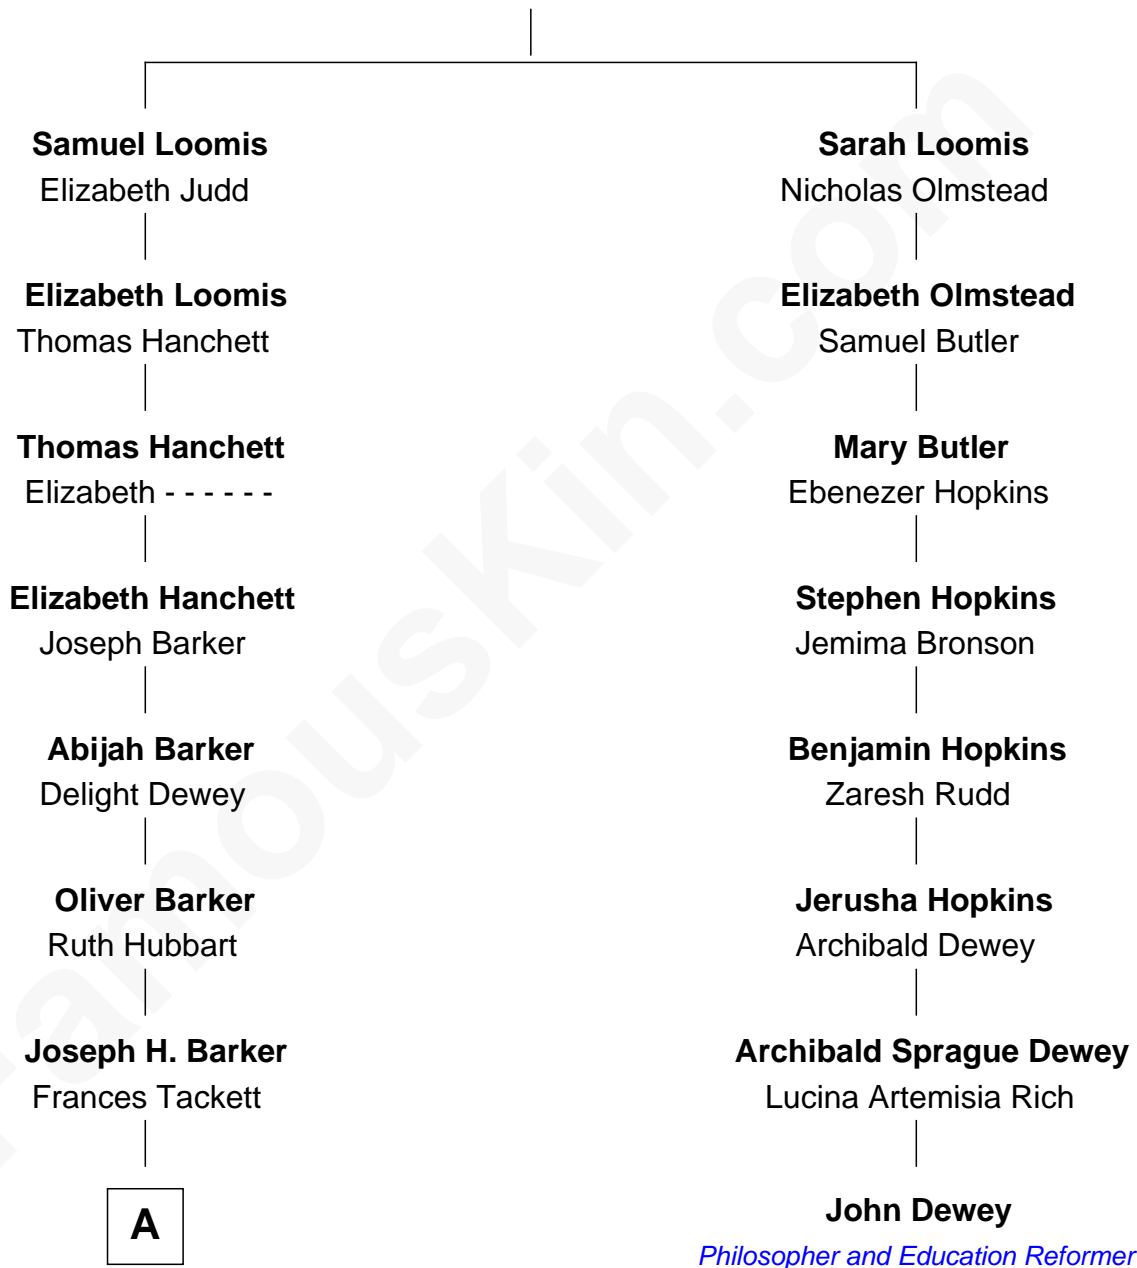 Samuel Loomis
Elizabeth Judd
Elizabeth Loomis
Thomas Hanchett
Thomas Hanchett
Elizabeth - - - - - -
Elizabeth Hanchett
Joseph Barker
Abijah Barker
Delight Dewey
Oliver Barker
Ruth Hubbart
Joseph H. Barker
Frances Tackett
A
Sarah Loomis
Nicholas Olmstead
Elizabeth Olmstead
Samuel Butler
Mary Butler
Ebenezer Hopkins
Stephen Hopkins
Jemima Bronson
Benjamin Hopkins
Zaresh Rudd
Jerusha Hopkins
Archibald Dewey
Archibald Sprague Dewey
Lucina Artemisia Rich
John Dewey
Philosopher and Education Reformer
FamousKin.com